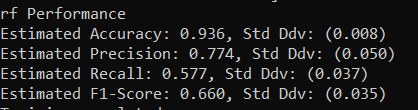 rf Performance
Estimated Accuracy: 0.936, Std Ddv: (0.008)
Estimated Precision: 0.774, Std Ddv: (0.050)
Estimated Recall: 0.577, Std Ddv: (0.037)
Estimated F1-Score: 0.660, Std Ddv: (0.035)